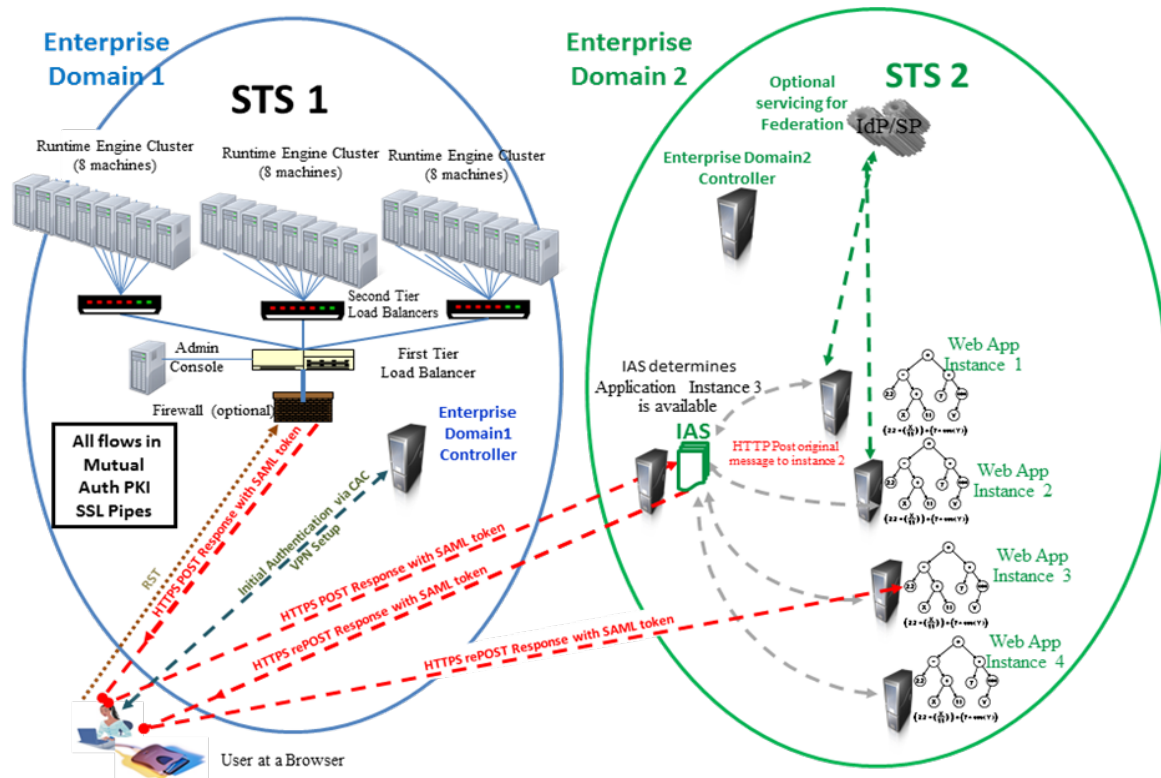 Enterprise
Domain 1
STS 1
Runtime Engine Cluster
(8 machines)
Runtime Engine Cluster
(8 machines)
Runtime Engine Cluster
(8 machines)
Second Tier
Load Balancers
Admin
Console
First Tier
Load Balancer
Firewall (optional)
Enterprise
Domain1
Controller
All flows in
Mutual
Auth PKI
SSL Pipes
RST
HTTPS POST Response with SAML token
Initial Authentication via CAC
VPN Setup
HTTPS POST Response with SAML token
HTTPS rePOST Response with SAML token
HTTPS rePOST Response with SAML token
User at a Browser
Enterprise
Domain 2
STS 2
Optional
servicing for
Federation
IdP/SP
Enterprise Domain2
Controller
IAS determines
Application Instance 3
is available
IAS
HTTP Post original
message to instance 2
Web App
Instance 1
Web App
Instance 2
Web App
Instance 3
Web App
Instance 4